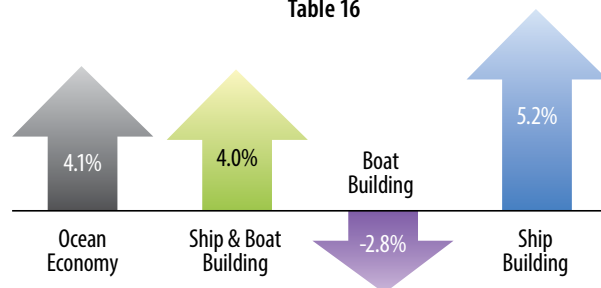 Table 16
4.1%
4.0%
Boat
Building
5.2%
-2.8%
Ocean
Economy
Ship & Boat
Building
Ship
Building